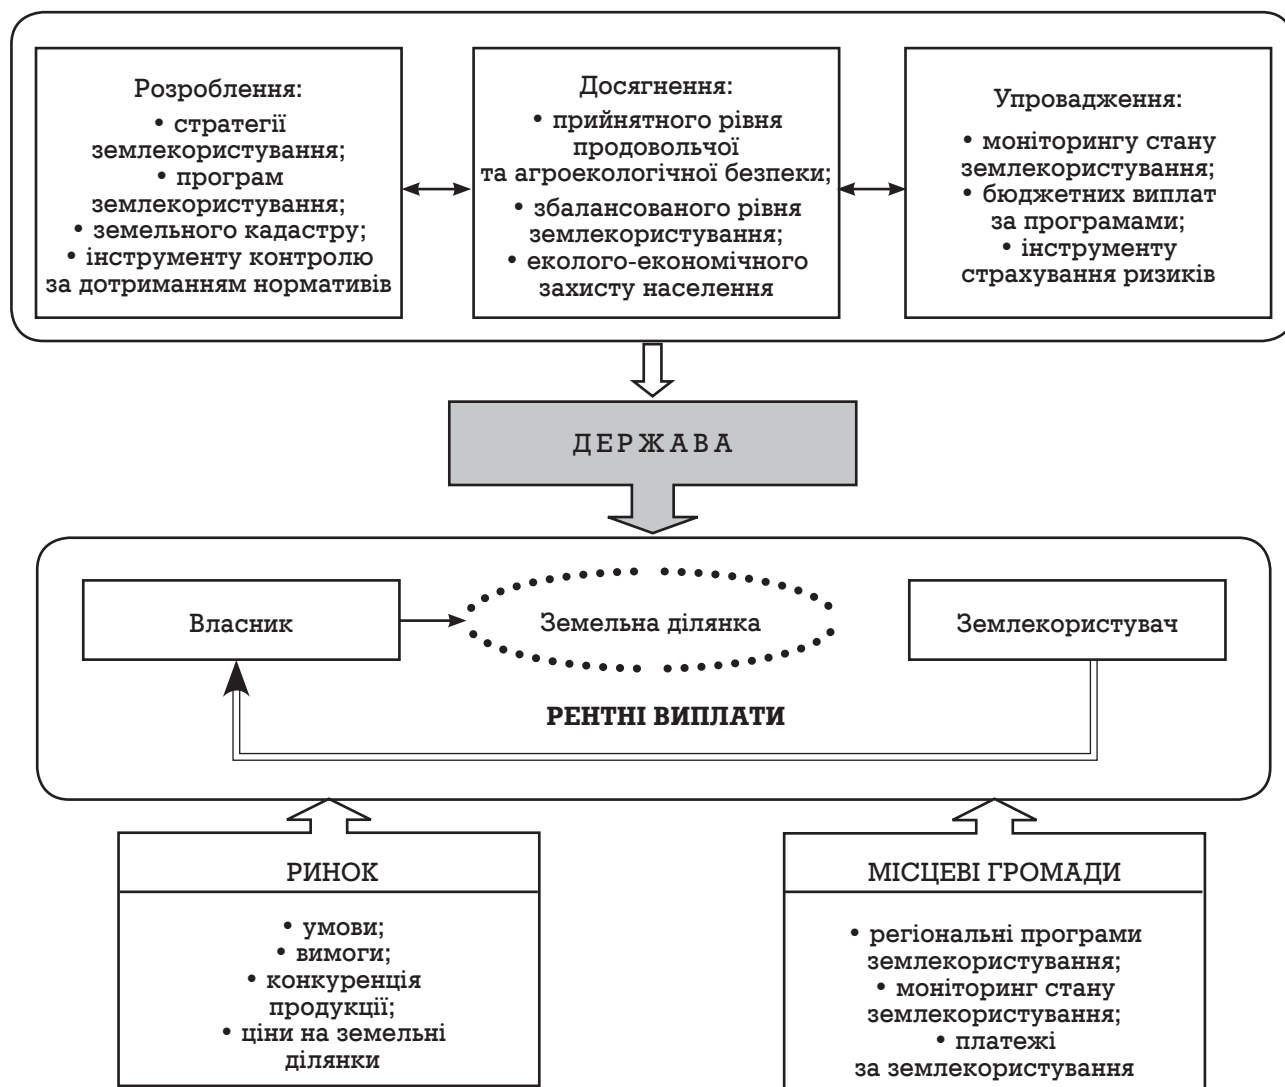 Розроблення:
• стратегії
землекористування;
• програм
землекористування;
• земельного кадастру;
• інструменту контролю
за дотриманням нормативів
Досягнення:
• прийнятного рівня
продовольчої
та агроекологічної безпеки;
• збалансованого рівня
землекористування;
• еколого-економічного
захисту населення
Упровадження:
• моніторингу стану
землекористування;
• бюджетних виплат
за програмами;
• інструменту
страхування ризиків
ДЕРЖАВА
Власник
Земельна ділянка
Землекористувач
РЕНТНІ ВИПЛАТИ
РИНОК
• умови;
• вимоги;
• конкуренція
продукції;
• ціни на земельні
ділянки
МІСЦЕВІ ГРОМАДИ
• регіональні програми
землекористування;
• моніторинг стану
землекористування;
• платежі
за землекористування